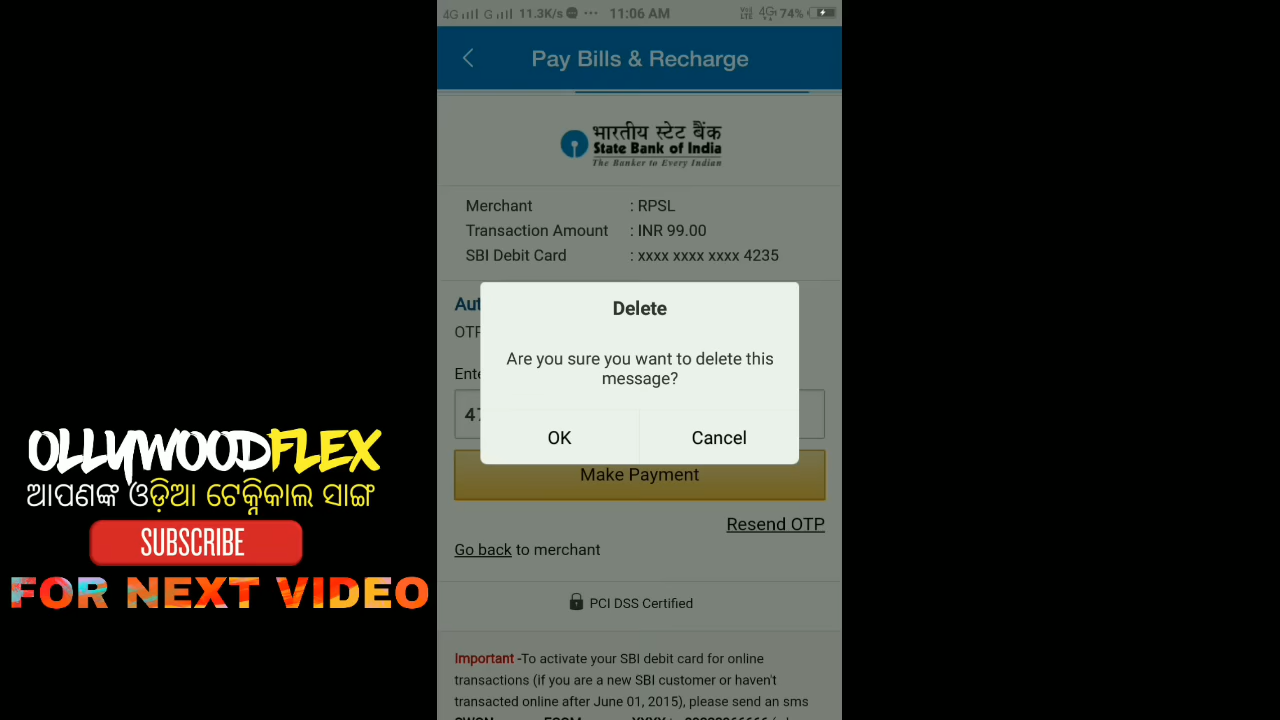 4G G 11.3K/s ... 11:06 AM VoLTE 4G 74%
Pay Bills & Recharge
भारतीय स्टेट बैंक
State Bank of India
The Banker to Every Indian
Merchant : RPSL
Transaction Amount : INR 99.00
SBI Debit Card : xxxx xxxx xxxx 4235
Delete
Are you sure you want to delete this
message?
OK Cancel
Make Payment
Resend OTP
Go back to merchant
PCI DSS Certified
Important -To activate your SBI debit card for online
transactions (if you are a new SBI customer or haven't
transacted online after June 01, 2015), please send an sms
OLLYWOODFLEX
ଆପଣଙ୍କ ଓଡ଼ିଆ ଟେକ୍ନିକାଲ ସାଙ୍ଗ
SUBSCRIBE
FOR NEXT VIDEO